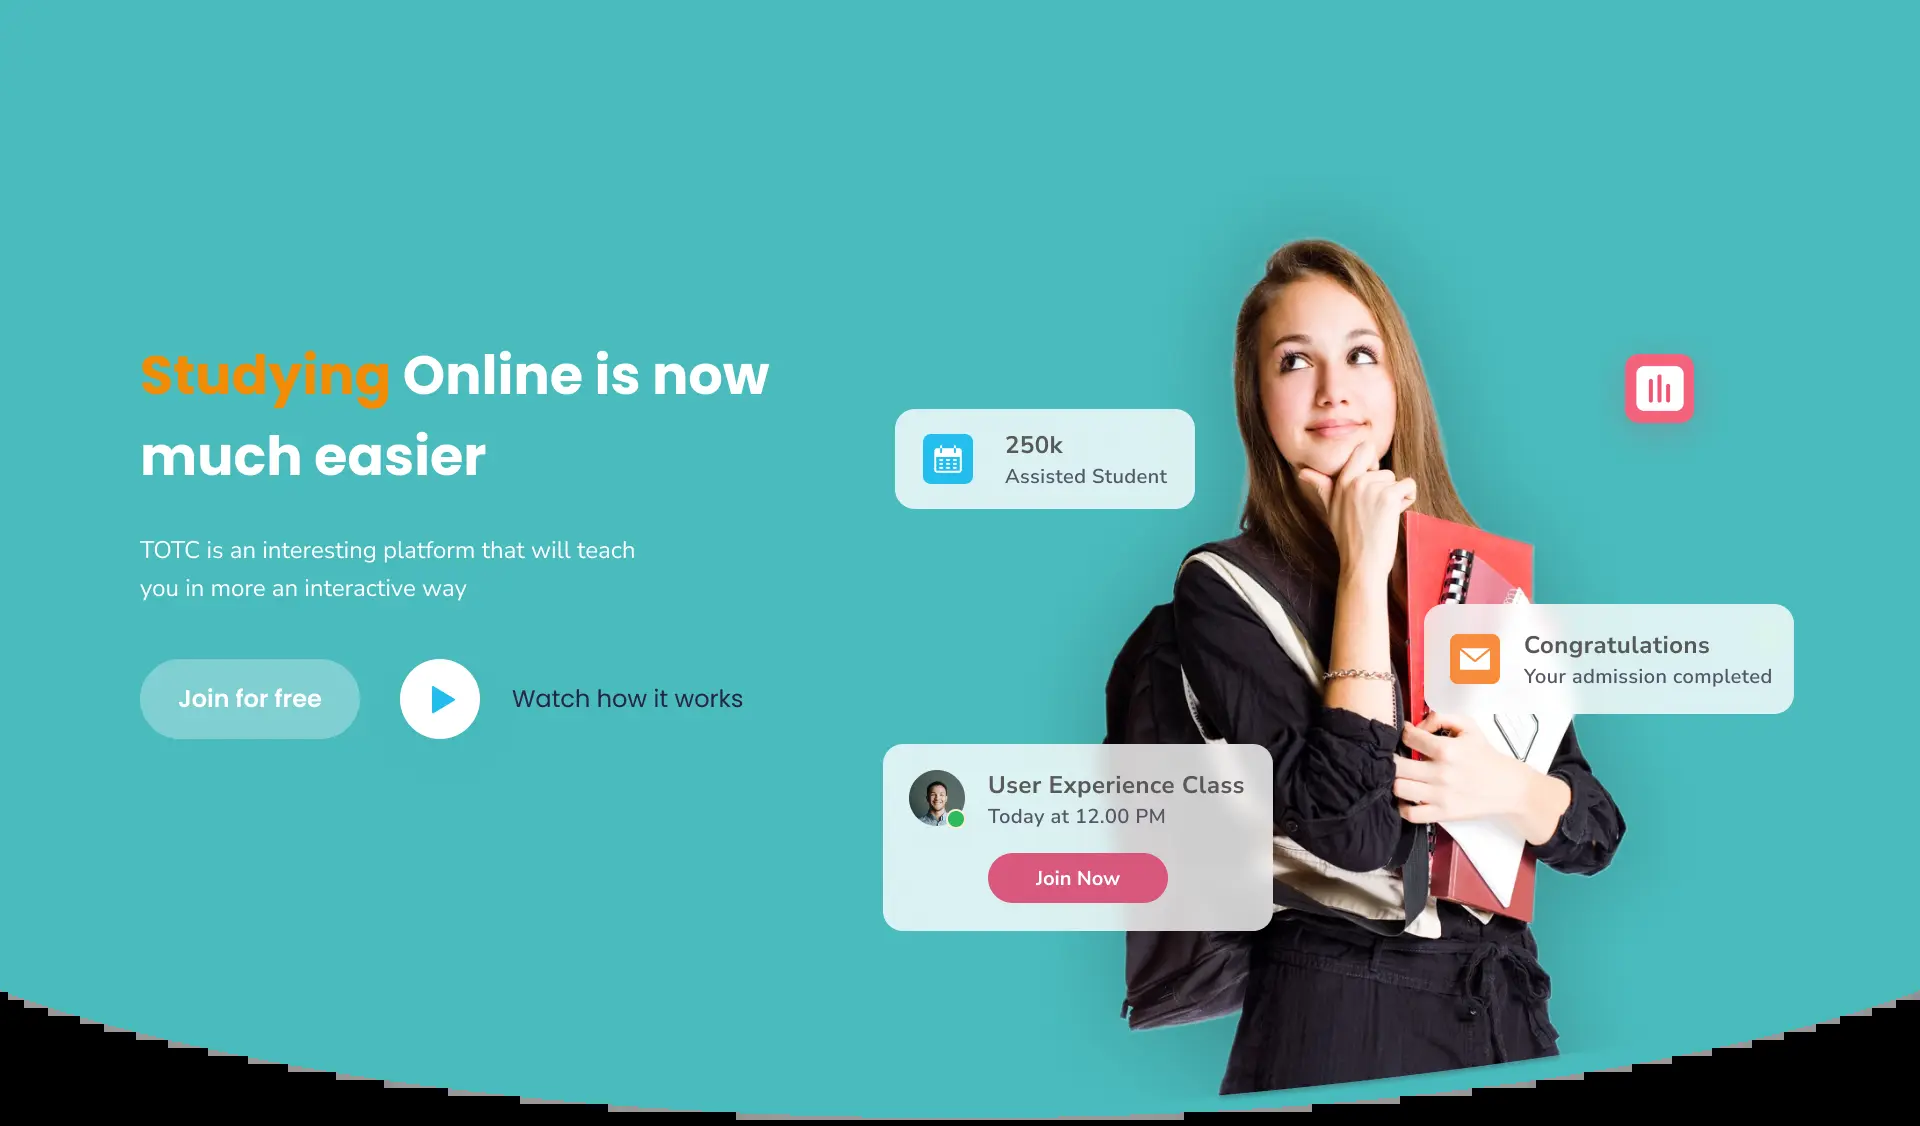 Studying Online is now
much easier
TOTC is an interesting platform that will teach
you in more an interactive way
Join for free
Watch how it works
250k
Assisted Student
Congratulations
Your admission completed
User Experience Class
Today at 12.00 PM
Join Now